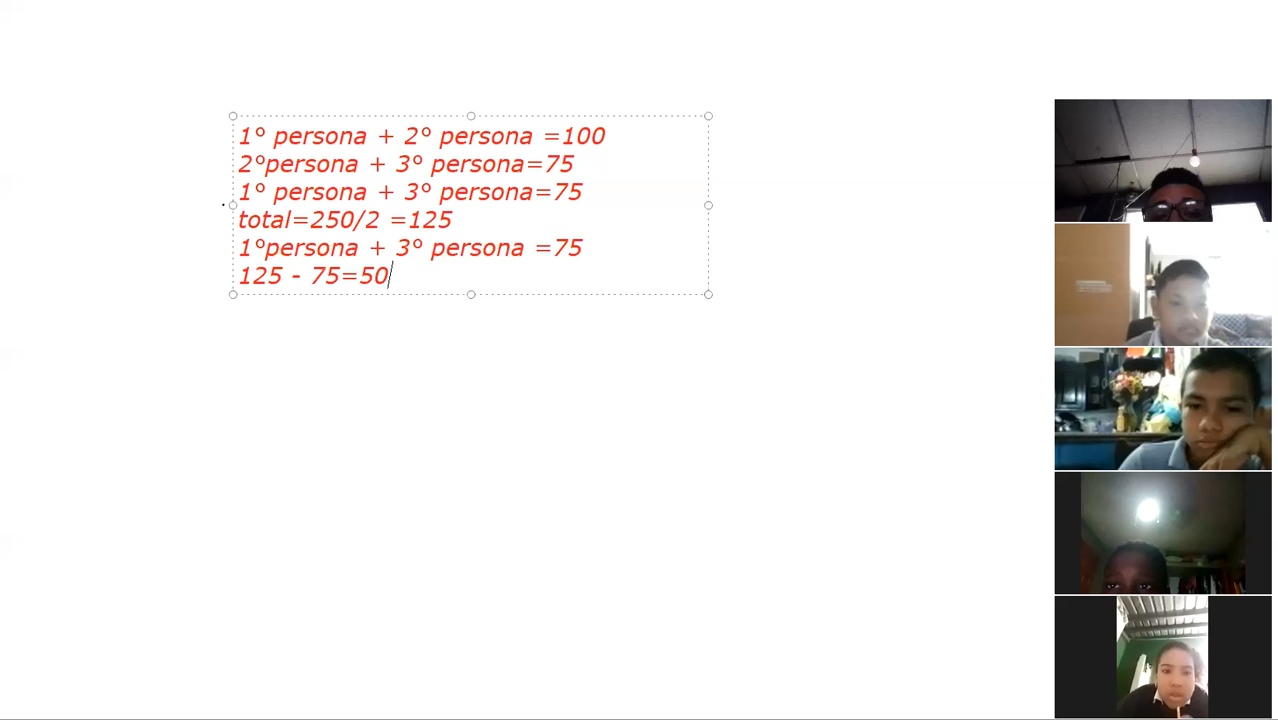 1° persona + 2° persona =100
2°persona + 3° persona=75
1° persona + 3° persona=75
total=250/2 =125
1°persona + 3° persona =75
125 - 75=50